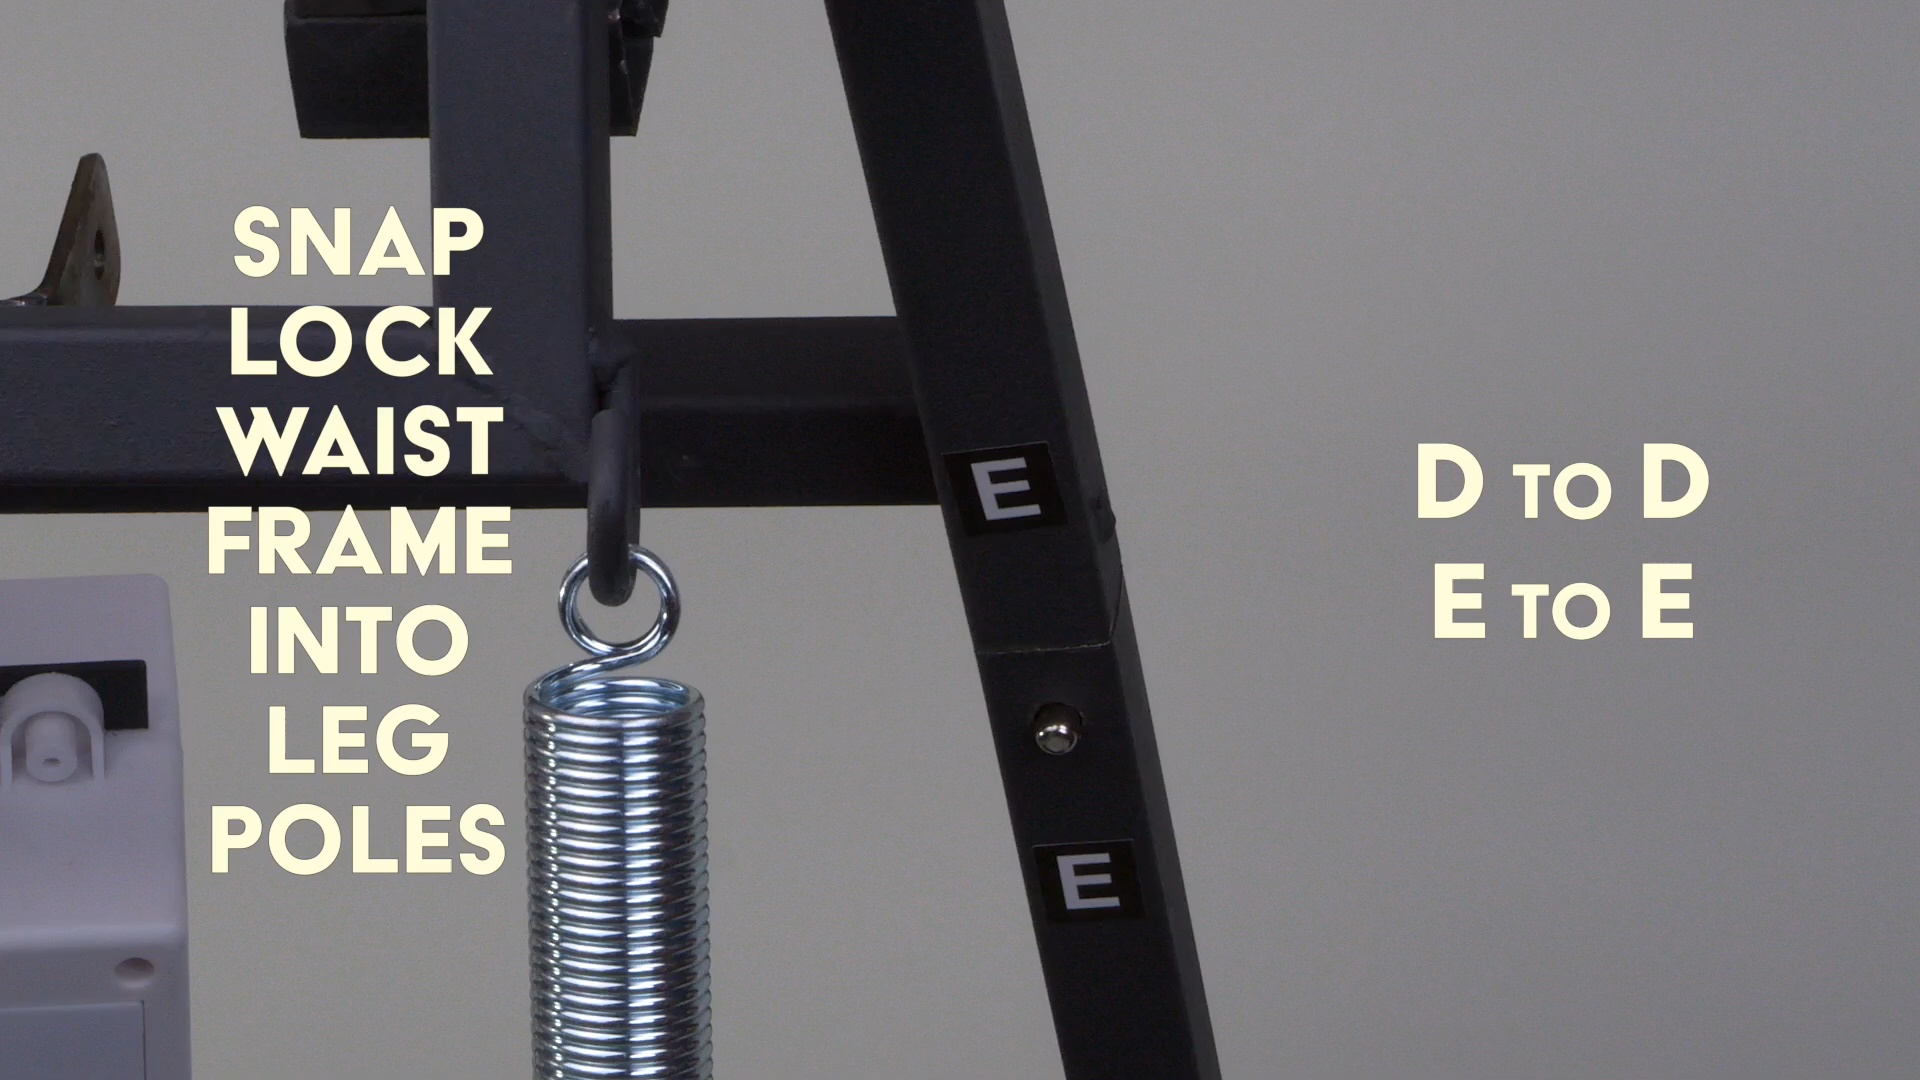 SNAP
LOCK
WAIST
FRAME
INTO
LEG
POLES
D TO D
E TO E
E
E